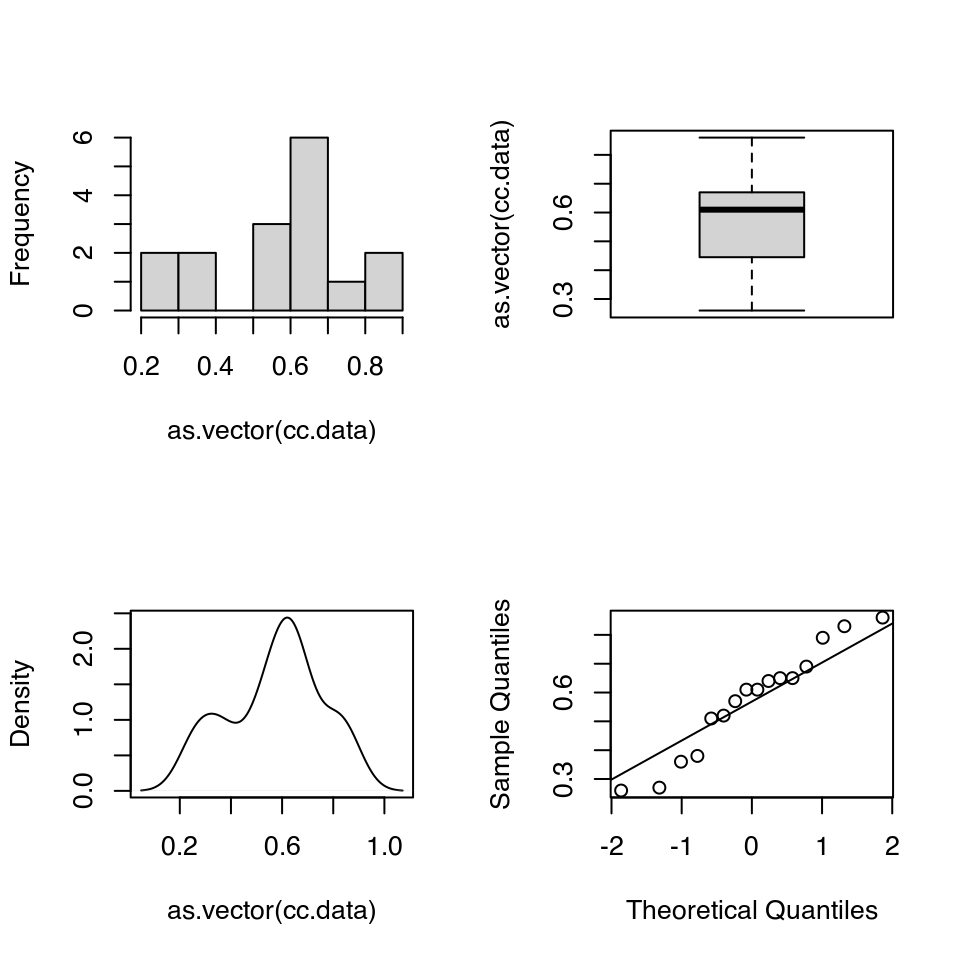 Frequency
6
4
2
0
0.2 0.4 0.6 0.8
as.vector(cc.data)
as.vector(cc.data)
0.6
0.3
Density
2.0
1.0
0.0
0.2 0.6 1.0
as.vector(cc.data)
Sample Quantiles
0.6
0.3
-2 -1 0 1 2
Theoretical Quantiles